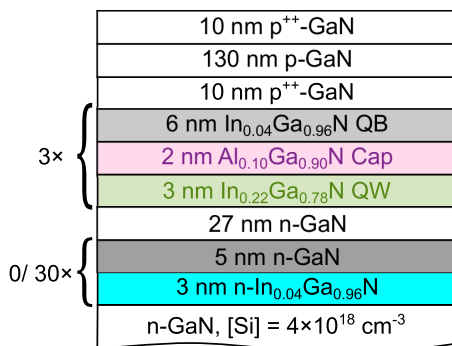 10 nm p⁺⁺-GaN
130 nm p-GaN
10 nm p⁺⁺-GaN
6 nm In₀.₀₄Ga₀.₉₆N QB
3×
2 nm Al₀.₁₀Ga₀.₉₀N Cap
3 nm In₀.₂₂Ga₀.₇₈N QW
27 nm n-GaN
5 nm n-GaN
0/ 30×
3 nm n-In₀.₀₄Ga₀.₉₆N
n-GaN, [Si] = 4×10¹⁸ cm⁻³